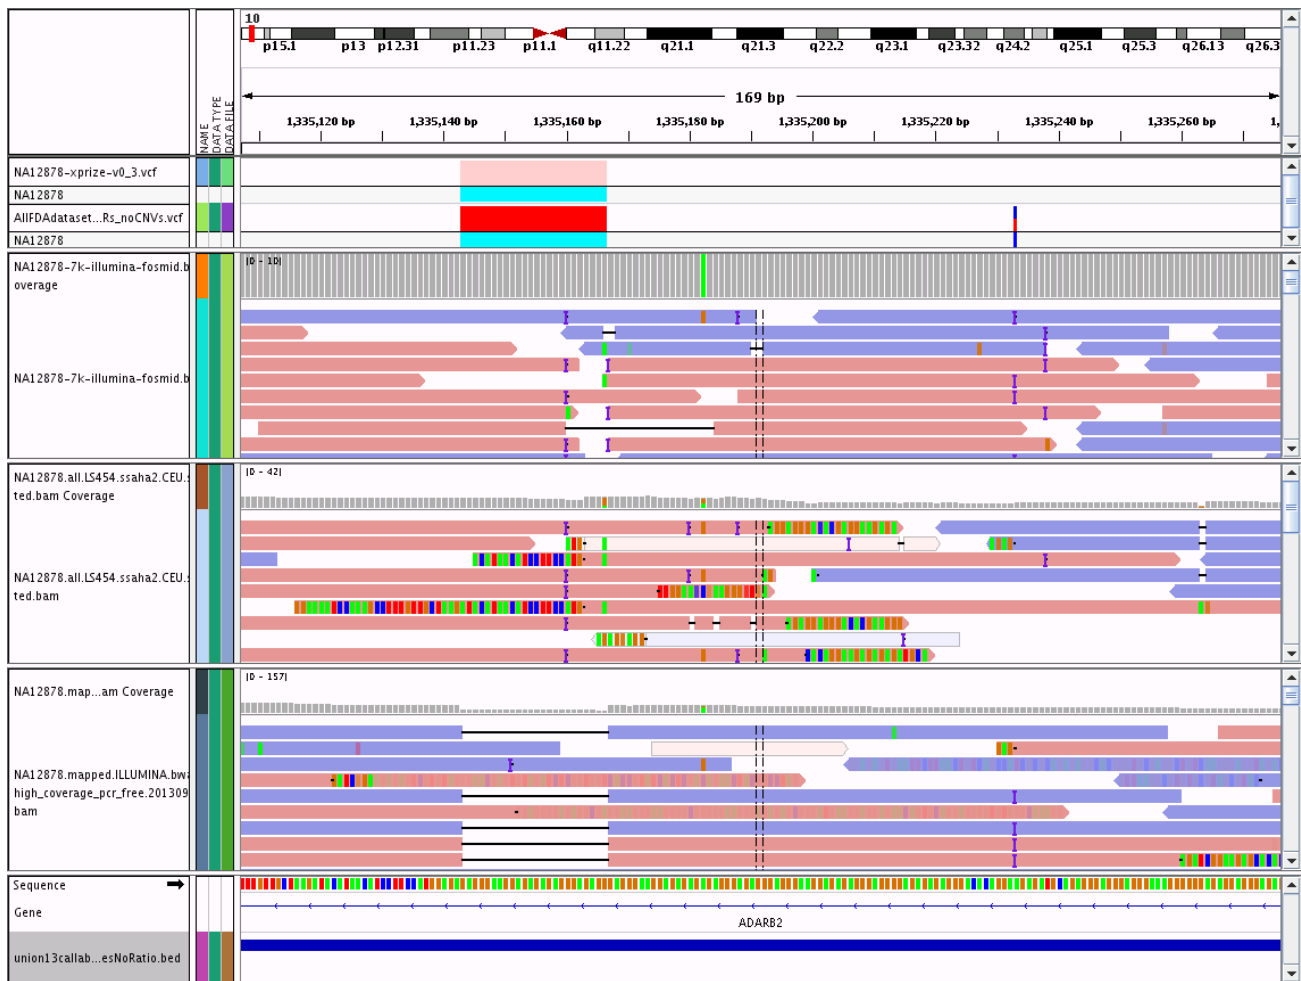 10
p15.1 p13 p12.31 p11.23 p11.1 q11.22 q21.1 q21.3 q22.2 q23.1 q23.32 q24.2 q25.1 q25.3 q26.13 q26.3
169 bp
1,335,120 bp 1,335,140 bp 1,335,160 bp 1,335,180 bp 1,335,200 bp 1,335,220 bp 1,335,240 bp 1,335,260 bp 1,
NAME
DATA TYPE
DATA FILE
NA12878-xprize-v0_3.vcf
NA12878
AllFDAdataset...Rs_noCNVs.vcf
NA12878
NA12878-7k-illumina-fosmid.b
overage
[0 - 10]
NA12878-7k-illumina-fosmid.b
NA12878.all.LS454.ssaha2.CEU.s
ted.bam Coverage
[0 - 42]
NA12878.all.LS454.ssaha2.CEU.s
ted.bam
NA12878.map...am Coverage
[0 - 157]
NA12878.mapped.ILLUMINA.bwa
high_coverage_pcr_free.201309
bam
Sequence
Gene
ADARB2
union13callab...esNoRatio.bed